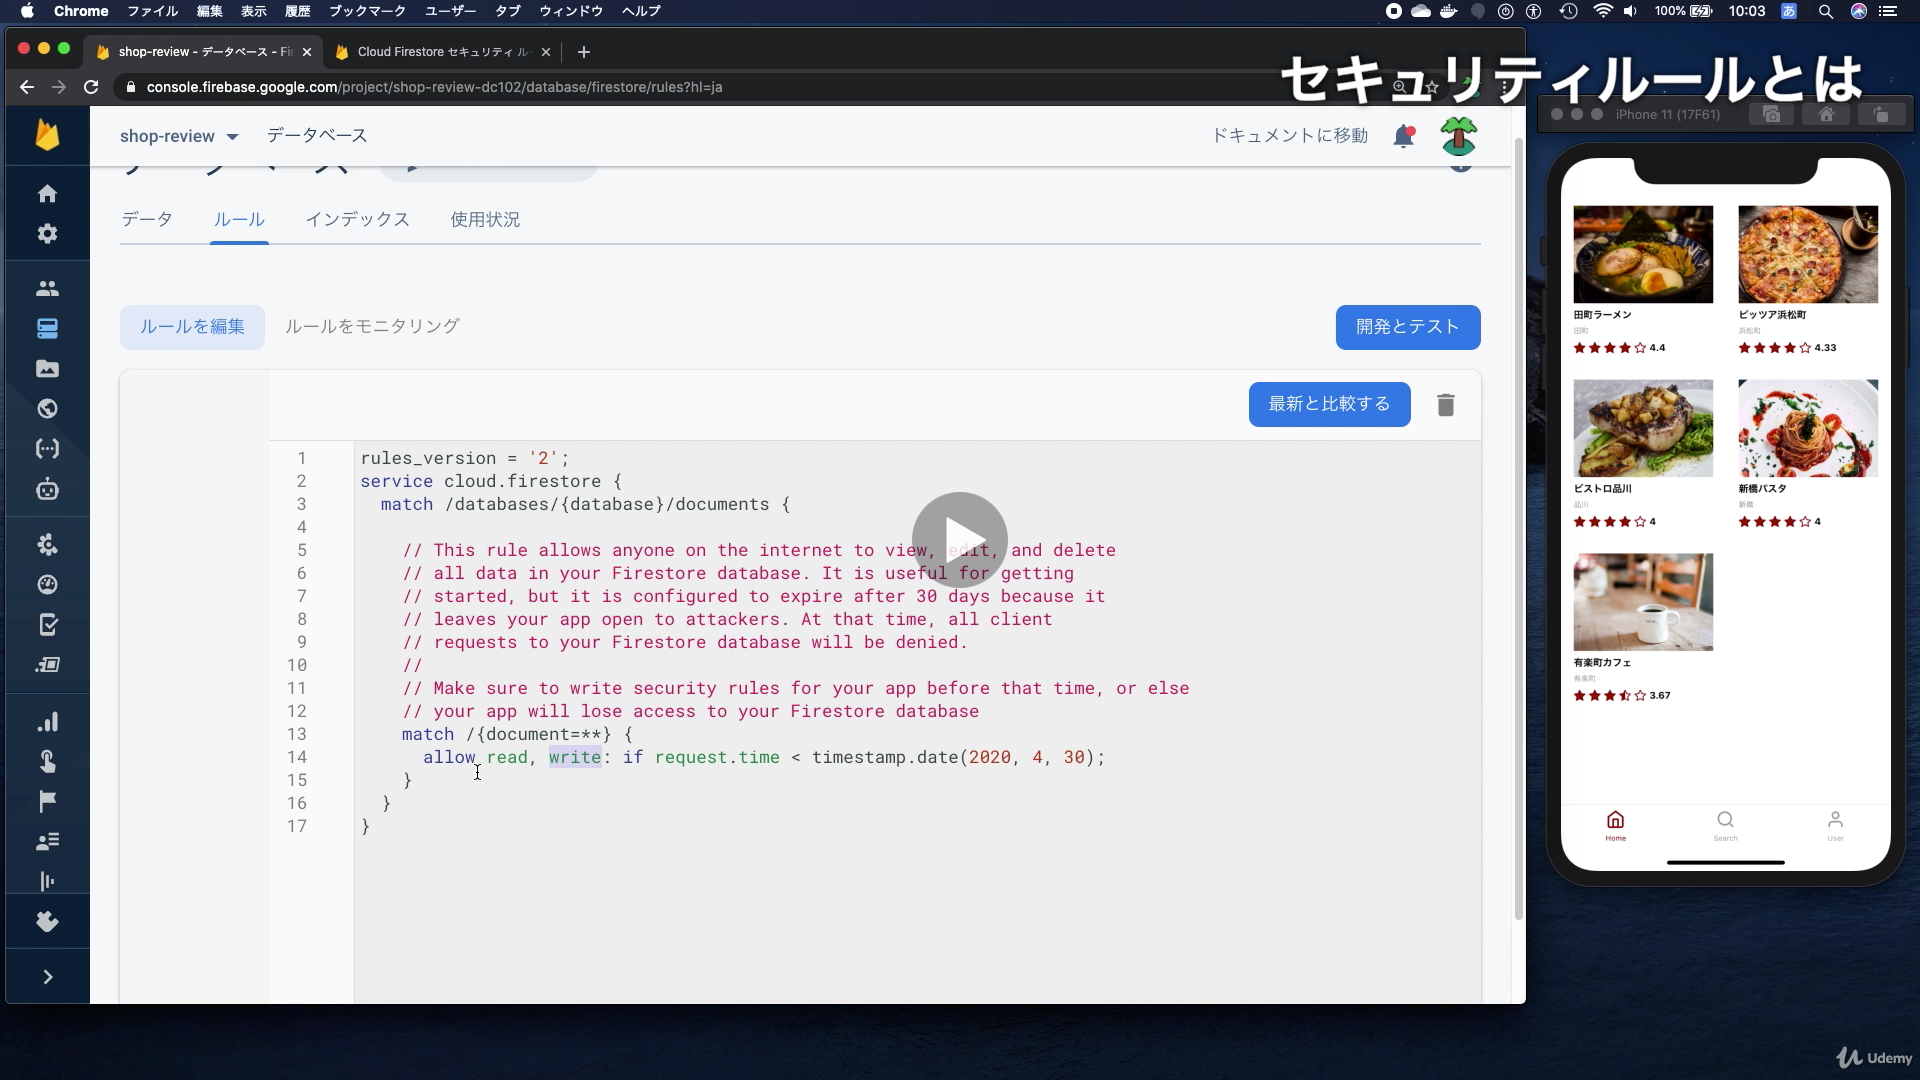 Chrome ファイル 編集 表示 履歴 ブックマーク ユーザー タブ ウィンドウ ヘルプ 100% 10:03 あ
shop-review - データベース - Fi
Cloud Firestore セキュリティ ル
console.firebase.google.com/project/shop-review-dc102/database/firestore/rules?hl=ja
セキュリティルールとは
iPhone 11 (17F61)
shop-review データベース ドキュメントに移動
データ ルール インデックス 使用状況
ルールを編集 ルールをモニタリング 開発とテスト
最新と比較する
1 rules_version = '2';
2 service cloud.firestore {
3 match /databases/{database}/documents {
4
5 // This rule allows anyone on the internet to view, edit, and delete
6 // all data in your Firestore database. It is useful for getting
7 // started, but it is configured to expire after 30 days because it
8 // leaves your app open to attackers. At that time, all client
9 // requests to your Firestore database will be denied.
10 //
11 // Make sure to write security rules for your app before that time, or else
12 // your app will lose access to your Firestore database
13 match /{document=**} {
14 allow read, write: if request.time < timestamp.date(2020, 4, 30);
15 }
16 }
17 }
田町ラーメン
田町
4.4
ピッツァ浜松町
浜松町
4.33
ビストロ品川
品川
4
新橋パスタ
新橋
4
有楽町カフェ
有楽町
3.67
Home Search User
Udemy